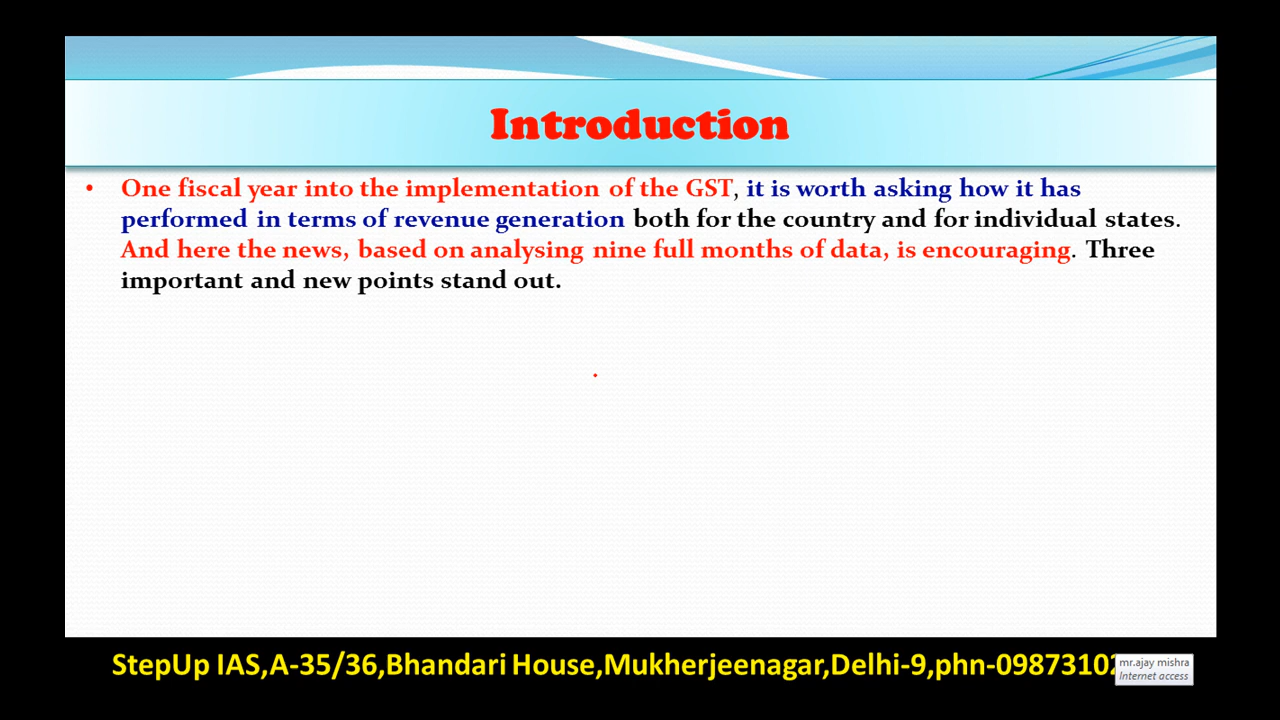 Introduction
• One fiscal year into the implementation of the GST, it is worth asking how it has
performed in terms of revenue generation both for the country and for individual states.
And here the news, based on analysing nine full months of data, is encouraging. Three
important and new points stand out.
StepUp IAS,A-35/36,Bhandari House,Mukherjeenagar,Delhi-9,phn-09873102
mr.ajay mishra
Internet access